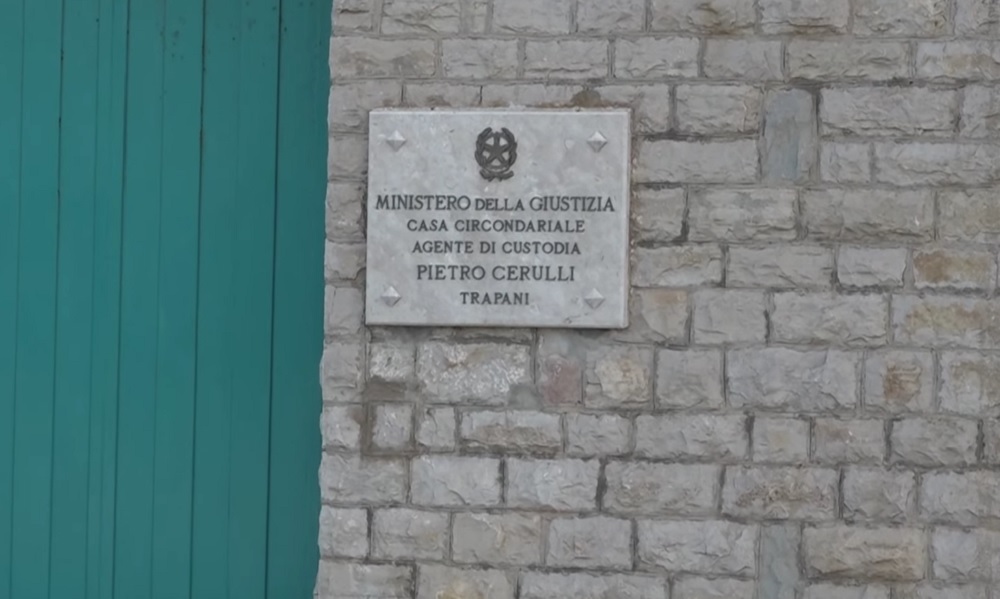 MINISTERO DELLA GIUSTIZIA
CASA CIRCONDARIALE
AGENTE DI CUSTODIA
PIETRO CERULLI
TRAPANI